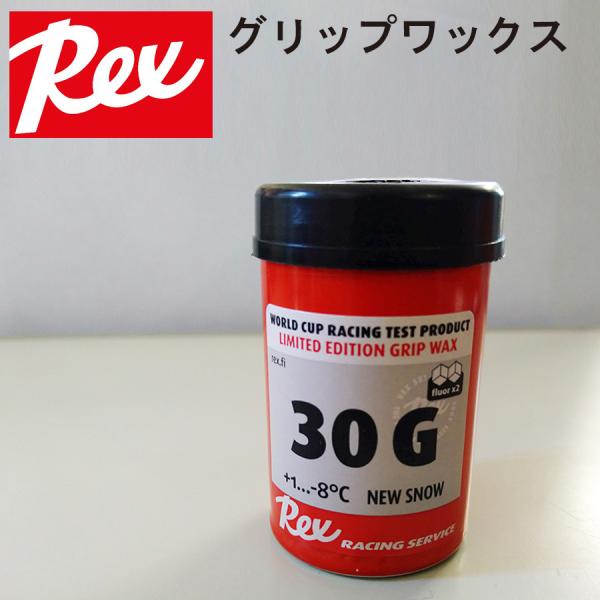 Rex
グリップワックス
WORLD CUP RACING TEST PRODUCT
LIMITED EDITION GRIP WAX
rex.fi
fluor x2
30 G
+1...-8°C NEW SNOW
Rex
RACING SERVICE